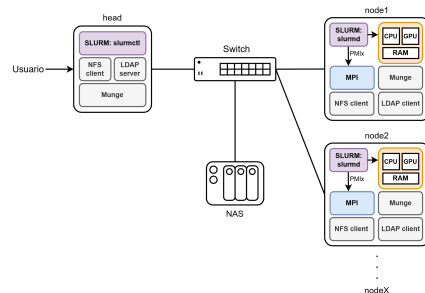 head
SLURM: slurmctl
NFS client
LDAP server
Munge
Usuario
Switch
NAS
node1
SLURM: slurmd
CPU
GPU
RAM
PMIx
MPI
Munge
NFS client
LDAP client
node2
SLURM: slurmd
CPU
GPU
RAM
PMIx
MPI
Munge
NFS client
LDAP client
.
.
.
nodeX